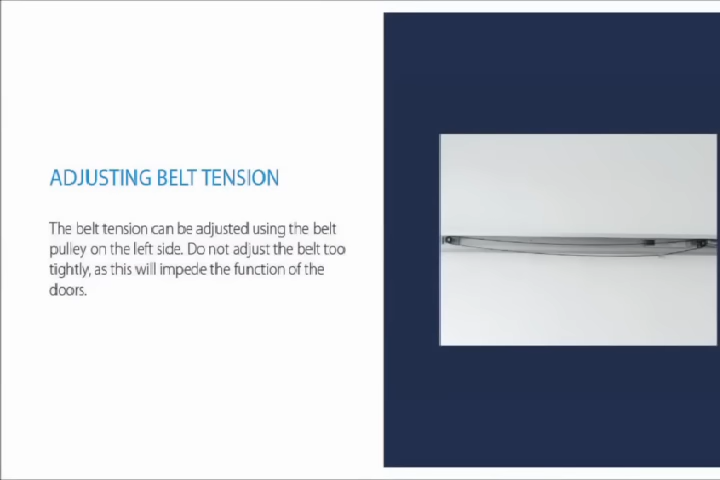 ADJUSTING BELT TENSION
The belt tension can be adjusted using the belt
pulley on the left side. Do not adjust the belt too
tightly, as this will impede the function of the
doors.